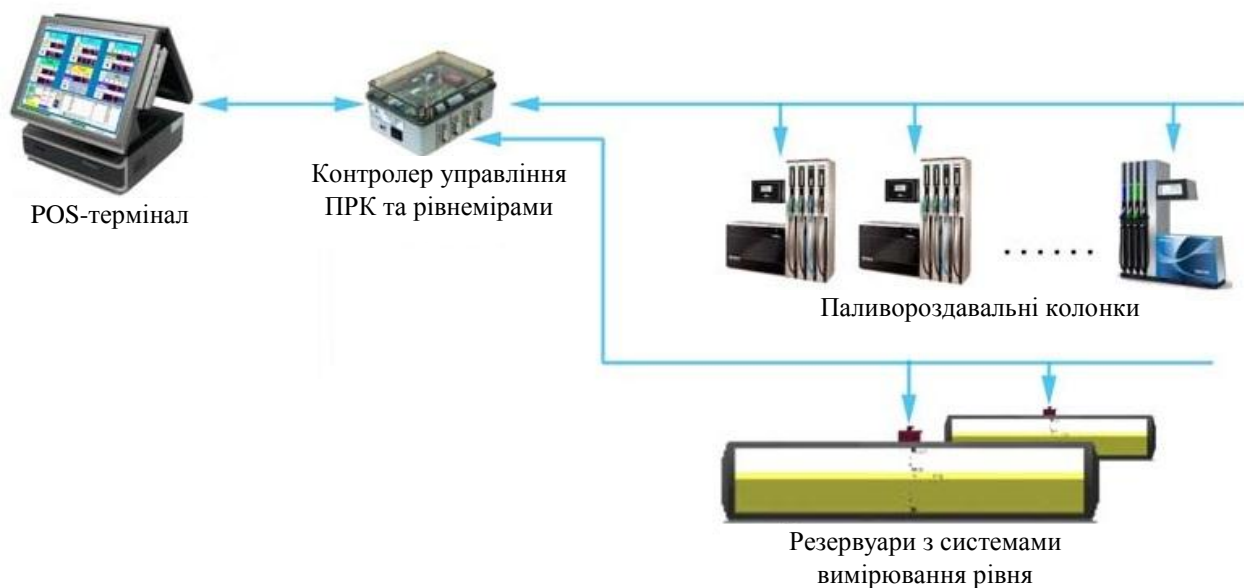 POS-термінал
Контролер управління
ПРК та рівнемірами
Паливороздавальні колонки
Резервуари з системами
вимірювання рівня